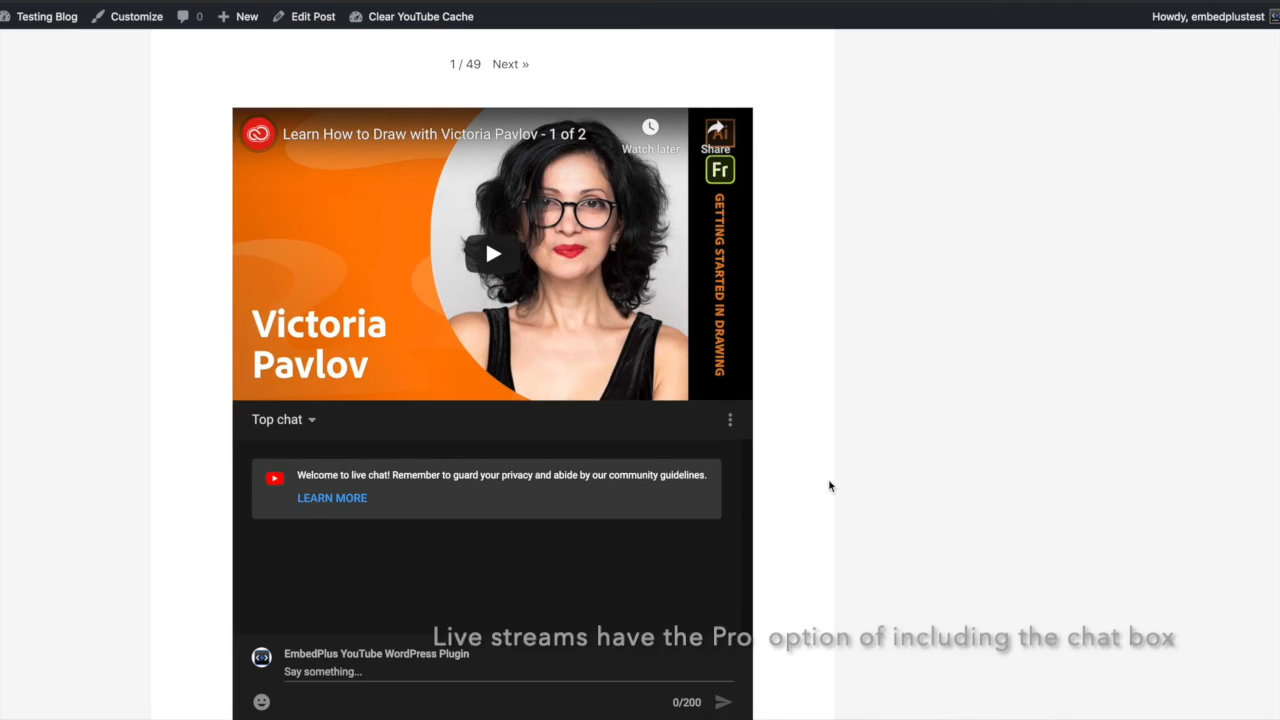 Testing Blog Customize 0 New Edit Post Clear YouTube Cache Howdy, embedplustest
1 / 49 Next »
Learn How to Draw with Victoria Pavlov - 1 of 2
Watch later
Share
Ai
Fr
GETTING STARTED IN DRAWING
Victoria
Pavlov
Top chat
Welcome to live chat! Remember to guard your privacy and abide by our community guidelines.
LEARN MORE
Live streams have the Pro option of including the chat box
EmbedPlus YouTube WordPress Plugin
Say something...
0/200